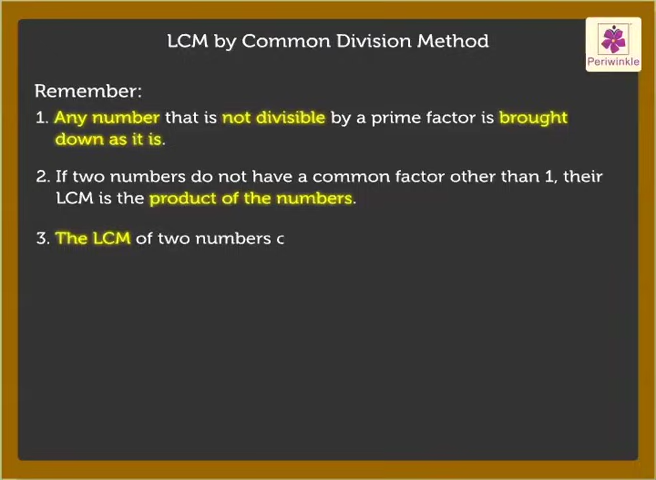 LCM by Common Division Method
Periwinkle
Remember:
1. Any number that is not divisible by a prime factor is brought
down as it is.
2. If two numbers do not have a common factor other than 1, their
LCM is the product of the numbers.
3. The LCM of two numbers c